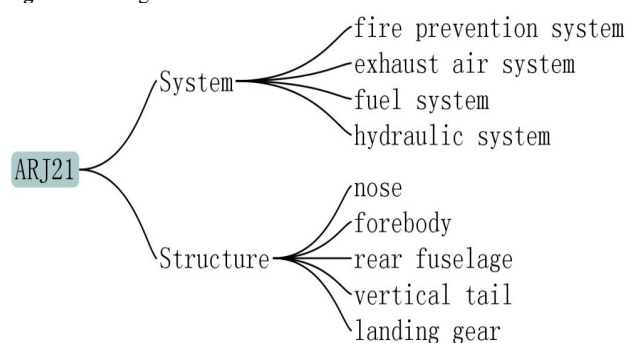 ARJ21
System
fire prevention system
exhaust air system
fuel system
hydraulic system
Structure
nose
forebody
rear fuselage
vertical tail
landing gear